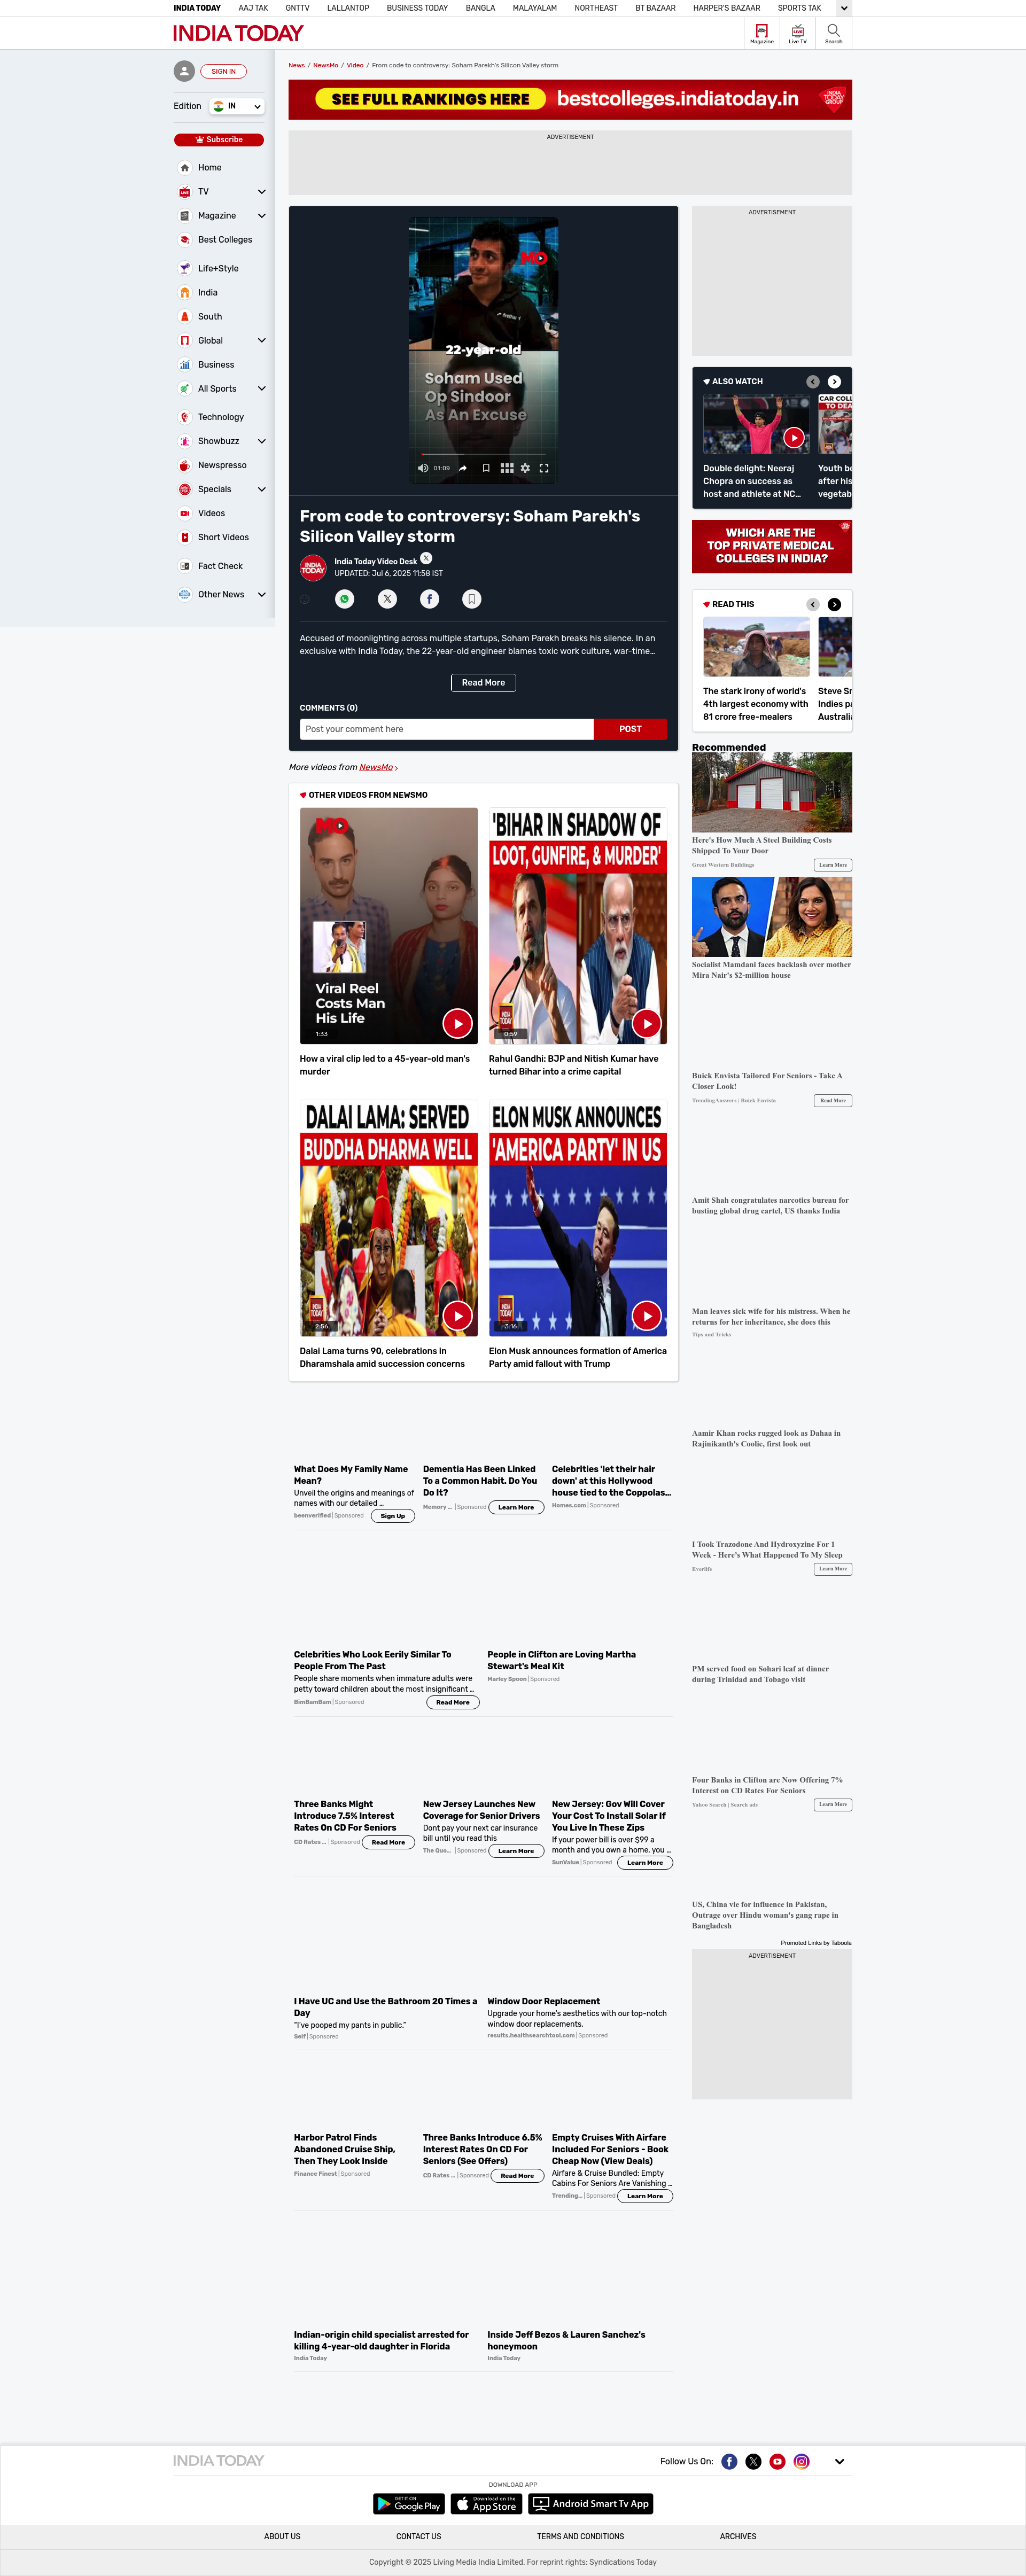 INDIA TODAY
AAJ TAK
GNTTV
LALLANTOP
BUSINESS TODAY
BANGLA
MALAYALAM
NORTHEAST
BT BAZAAR
HARPER'S BAZAAR
SPORTS TAK
INDIA TODAY
Magazine
Live TV
Search
SIGN IN
Edition
IN
Subscribe
Home
TV
Magazine
Best Colleges
Life+Style
India
South
Global
Business
All Sports
Technology
Showbuzz
Newspresso
Specials
Videos
Short Videos
Fact Check
Other News
News / NewsMo / Video / From code to controversy: Soham Parekh's Silicon Valley storm
SEE FULL RANKINGS HERE
bestcolleges.indiatoday.in
INDIA TODAY GROUP
ADVERTISEMENT
MO
22-year-old
Soham Used
Op Sindoor
As An Excuse
01:09
From code to controversy: Soham Parekh's
Silicon Valley storm
INDIA TODAY
India Today Video Desk
UPDATED: Jul 6, 2025 11:58 IST
Accused of moonlighting across multiple startups, Soham Parekh breaks his silence. In an
exclusive with India Today, the 22-year-old engineer blames toxic work culture, war-time...
Read More
COMMENTS (0)
Post your comment here
POST
More videos from NewsMo
OTHER VIDEOS FROM NEWSMO
MO
Viral Reel
Costs Man
His Life
1:33
How a viral clip led to a 45-year-old man's
murder
'BIHAR IN SHADOW OF
LOOT, GUNFIRE, & MURDER'
INDIA TODAY
0:59
Rahul Gandhi: BJP and Nitish Kumar have
turned Bihar into a crime capital
DALAI LAMA: SERVED
BUDDHA DHARMA WELL
INDIA TODAY
2:56
Dalai Lama turns 90, celebrations in
Dharamshala amid succession concerns
ELON MUSK ANNOUNCES
'AMERICA PARTY' IN US
INDIA TODAY
3:16
Elon Musk announces formation of America
Party amid fallout with Trump
What Does My Family Name
Mean?
Unveil the origins and meanings of
names with our detailed ...
beenverified | Sponsored
Sign Up
Dementia Has Been Linked
To a Common Habit. Do You
Do It?
Memory ... | Sponsored
Learn More
Celebrities 'let their hair
down' at this Hollywood
house tied to the Coppolas...
Homes.com | Sponsored
Celebrities Who Look Eerily Similar To
People From The Past
People share moments when immature adults were
petty toward children about the most insignificant ...
BimBamBam | Sponsored
Read More
People in Clifton are Loving Martha
Stewart's Meal Kit
Marley Spoon | Sponsored
Three Banks Might
Introduce 7.5% Interest
Rates On CD For Seniors
CD Rates ... | Sponsored
Read More
New Jersey Launches New
Coverage for Senior Drivers
Dont pay your next car insurance
bill until you read this
The Quo... | Sponsored
Learn More
New Jersey: Gov Will Cover
Your Cost To Install Solar If
You Live In These Zips
If your power bill is over $99 a
month and you own a home, you ...
SunValue | Sponsored
Learn More
I Have UC and Use the Bathroom 20 Times a
Day
"I've pooped my pants in public."
Self | Sponsored
Window Door Replacement
Upgrade your home's aesthetics with our top-notch
window door replacements.
results.healthsearchtool.com | Sponsored
Harbor Patrol Finds
Abandoned Cruise Ship,
Then They Look Inside
Finance Finest | Sponsored
Three Banks Introduce 6.5%
Interest Rates On CD For
Seniors (See Offers)
CD Rates ... | Sponsored
Read More
Empty Cruises With Airfare
Included For Seniors - Book
Cheap Now (View Deals)
Airfare & Cruise Bundled: Empty
Cabins For Seniors Are Vanishing ...
Trending... | Sponsored
Learn More
Indian-origin child specialist arrested for
killing 4-year-old daughter in Florida
India Today
Inside Jeff Bezos & Lauren Sanchez's
honeymoon
India Today
ADVERTISEMENT
ALSO WATCH
CAR COLL
TO DEA
Double delight: Neeraj
Chopra on success as
host and athlete at NC...
Youth be
after his
vegetab
WHICH ARE THE
TOP PRIVATE MEDICAL
COLLEGES IN INDIA?
READ THIS
The stark irony of world's
4th largest economy with
81 crore free-mealers
Steve Sm
Indies pa
Australia
Recommended
Here's How Much A Steel Building Costs
Shipped To Your Door
Great Western Buildings
Learn More
Socialist Mamdani faces backlash over mother
Mira Nair's $2-million house
Buick Envista Tailored For Seniors - Take A
Closer Look!
TrendingAnswers | Buick Envista
Read More
Amit Shah congratulates narcotics bureau for
busting global drug cartel, US thanks India
Man leaves sick wife for his mistress. When he
returns for her inheritance, she does this
Tips and Tricks
Aamir Khan rocks rugged look as Dahaa in
Rajinikanth's Coolie, first look out
I Took Trazodone And Hydroxyzine For 1
Week - Here's What Happened To My Sleep
Everlifs
Learn More
PM served food on Sohari leaf at dinner
during Trinidad and Tobago visit
Four Banks in Clifton are Now Offering 7%
Interest on CD Rates For Seniors
Yahoo Search | Search ads
Learn More
US, China vie for influence in Pakistan,
Outrage over Hindu woman's gang rape in
Bangladesh
Promoted Links by Taboola
ADVERTISEMENT
INDIA TODAY
Follow Us On:
DOWNLOAD APP
GET IT ON
Google Play
Download on the
App Store
Android Smart Tv App
ABOUT US
CONTACT US
TERMS AND CONDITIONS
ARCHIVES
Copyright © 2025 Living Media India Limited. For reprint rights: Syndications Today